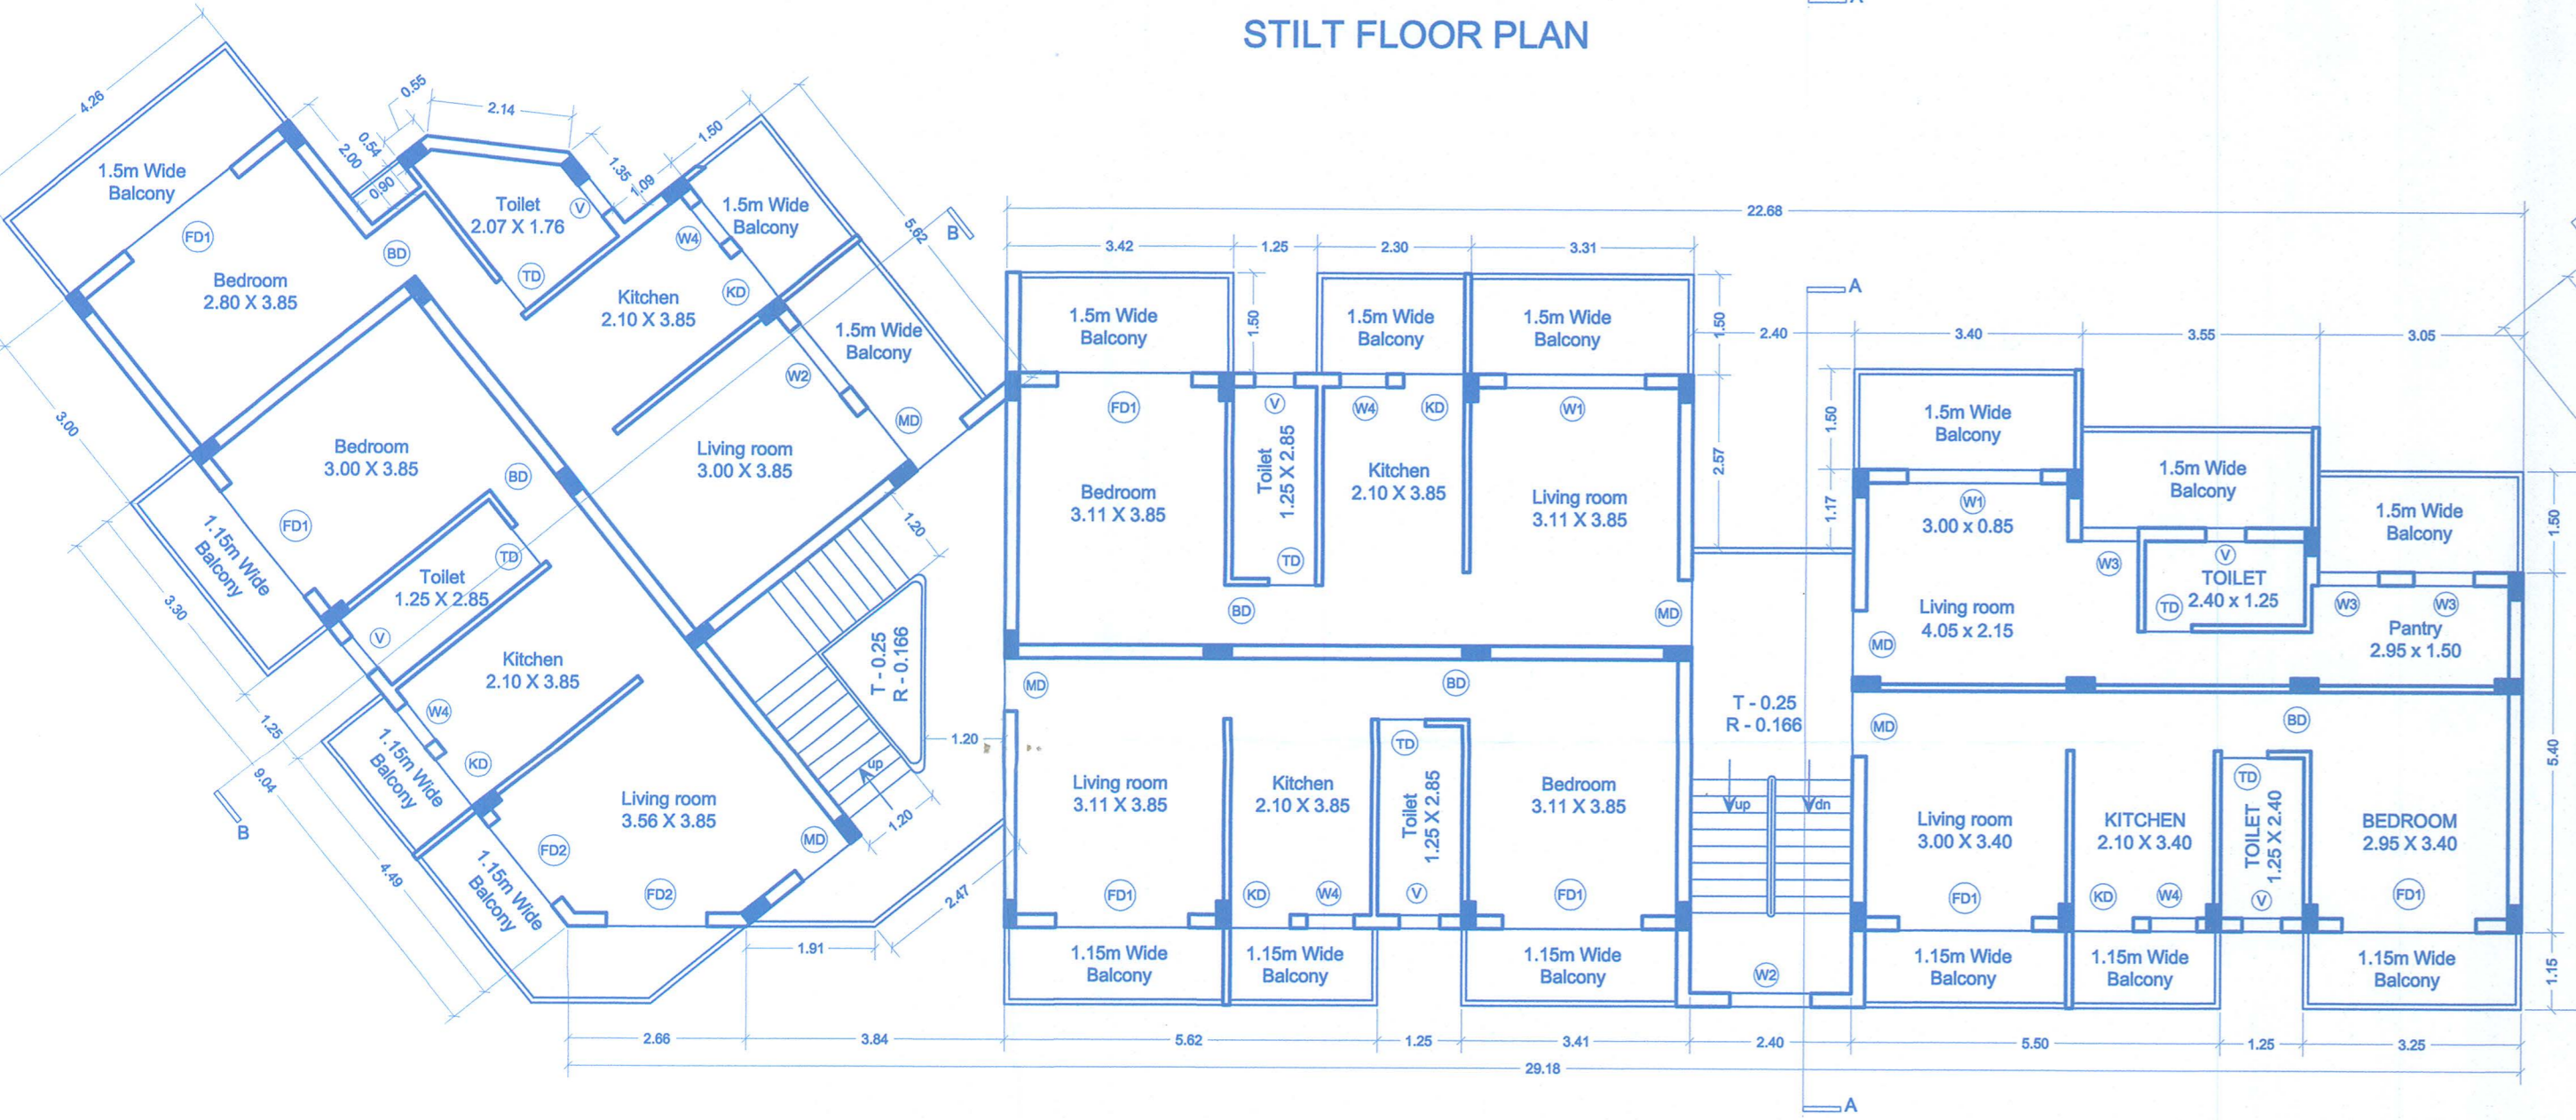 STILT FLOOR PLAN
A
4.26
0.55
2.14
0.54
2.00
0.90
1.35
1.09
1.50
5.62
B
1.5m Wide
Balcony
FD1
Bedroom
2.80 X 3.85
BD
Toilet
2.07 X 1.76
V
TD
W4
1.5m Wide
Balcony
Kitchen
2.10 X 3.85
KD
1.5m Wide
Balcony
W2
MD
Living room
3.00 X 3.85
3.00
Bedroom
3.00 X 3.85
BD
FD1
1.15m Wide
Balcony
TD
Toilet
1.25 X 2.85
V
1.20
3.30
Kitchen
2.10 X 3.85
T - 0.25
R - 0.166
W4
1.25
1.15m Wide
Balcony
KD
1.20
up
9.04
B
Living room
3.56 X 3.85
MD
1.20
FD2
FD2
4.49
1.15m Wide
Balcony
2.47
1.91
22.68
3.42
1.25
2.30
3.31
1.5m Wide
Balcony
1.50
1.5m Wide
Balcony
1.5m Wide
Balcony
1.50
2.40
A
FD1
V
W4
KD
W1
Bedroom
3.11 X 3.85
Toilet
1.25 X 2.85
Kitchen
2.10 X 3.85
Living room
3.11 X 3.85
2.57
TD
BD
MD
3.40
3.55
3.05
1.50
1.5m Wide
Balcony
1.5m Wide
Balcony
1.5m Wide
Balcony
1.50
1.17
W1
3.00 x 0.85
W3
V
TOILET
2.40 x 1.25
TD
W3
W3
Living room
4.05 x 2.15
Pantry
2.95 x 1.50
MD
MD
BD
T - 0.25
R - 0.166
MD
BD
5.40
TD
Living room
3.11 X 3.85
Kitchen
2.10 X 3.85
Toilet
1.25 X 2.85
Bedroom
3.11 X 3.85
up
dn
TD
Living room
3.00 X 3.40
KITCHEN
2.10 X 3.40
TOILET
1.25 X 2.40
BEDROOM
2.95 X 3.40
FD1
KD
W4
V
FD1
FD1
KD
W4
V
FD1
1.15m Wide
Balcony
1.15m Wide
Balcony
1.15m Wide
Balcony
W2
1.15m Wide
Balcony
1.15m Wide
Balcony
1.15m Wide
Balcony
1.15
2.66
3.84
5.62
1.25
3.41
2.40
5.50
1.25
3.25
29.18
A